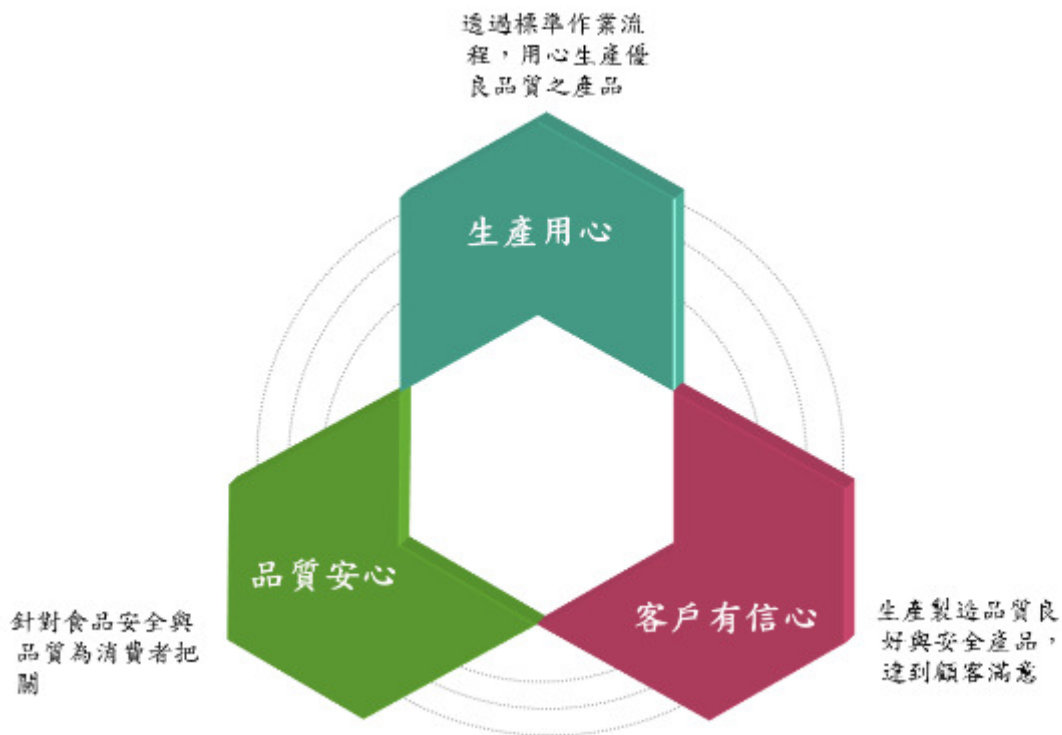 透過標準作業流
程，用心生產優
良品質之產品
生產用心
品質安心
客戶有信心
針對食品安全與
品質為消費者把
關
生產製造品質良
好與安全產品，
達到顧客滿意